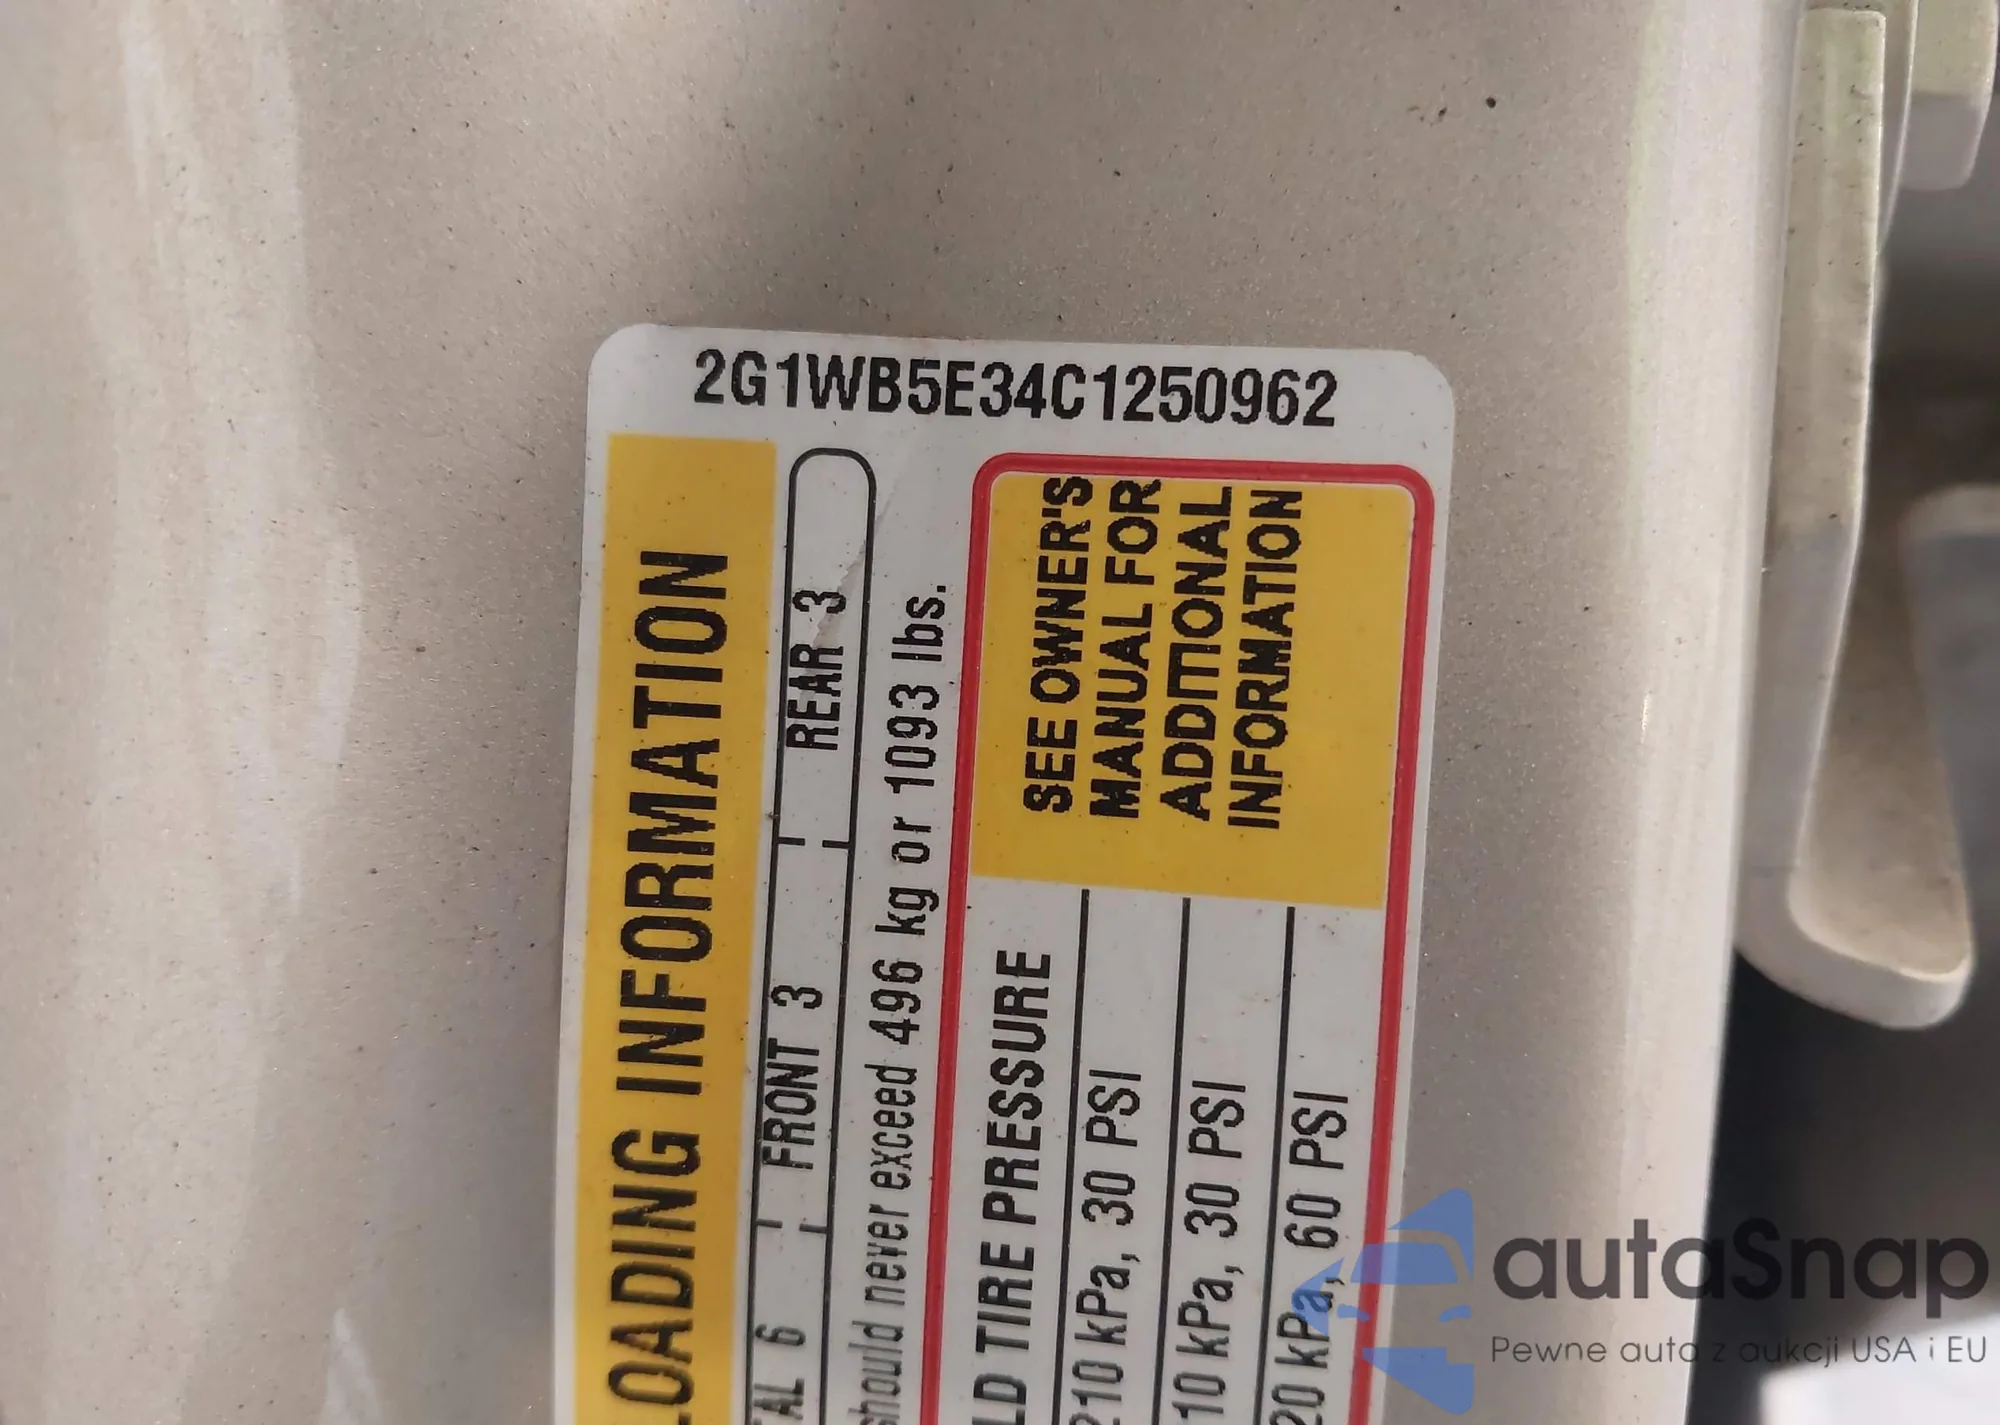 2G1WB5E34C1250962
LOADING INFORMATION
6 FRONT 3 REAR 3
should never exceed 496 kg or 1093 lbs.
TIRE PRESSURE
210 kPa, 30 PSI
10 kPa, 30 PSI
20 kPa, 60 PSI
SEE OWNER'S
MANUAL FOR
ADDITIONAL
INFORMATION
autaSnap
Pewne auta z aukcji USA i EU